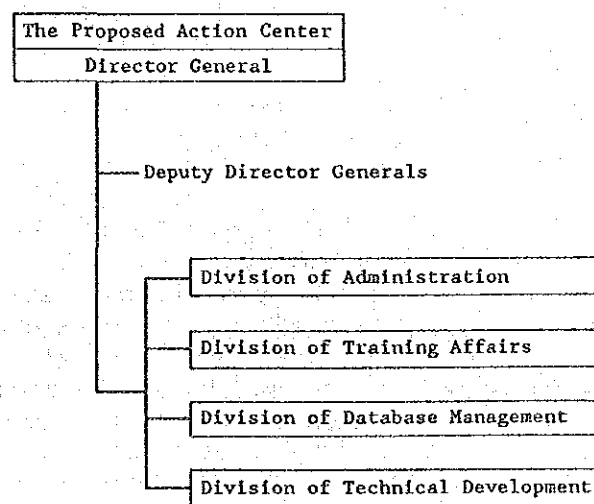 The Proposed Action Center
Director General
Deputy Director Generals
Division of Administration
Division of Training Affairs
Division of Database Management
Division of Technical Development